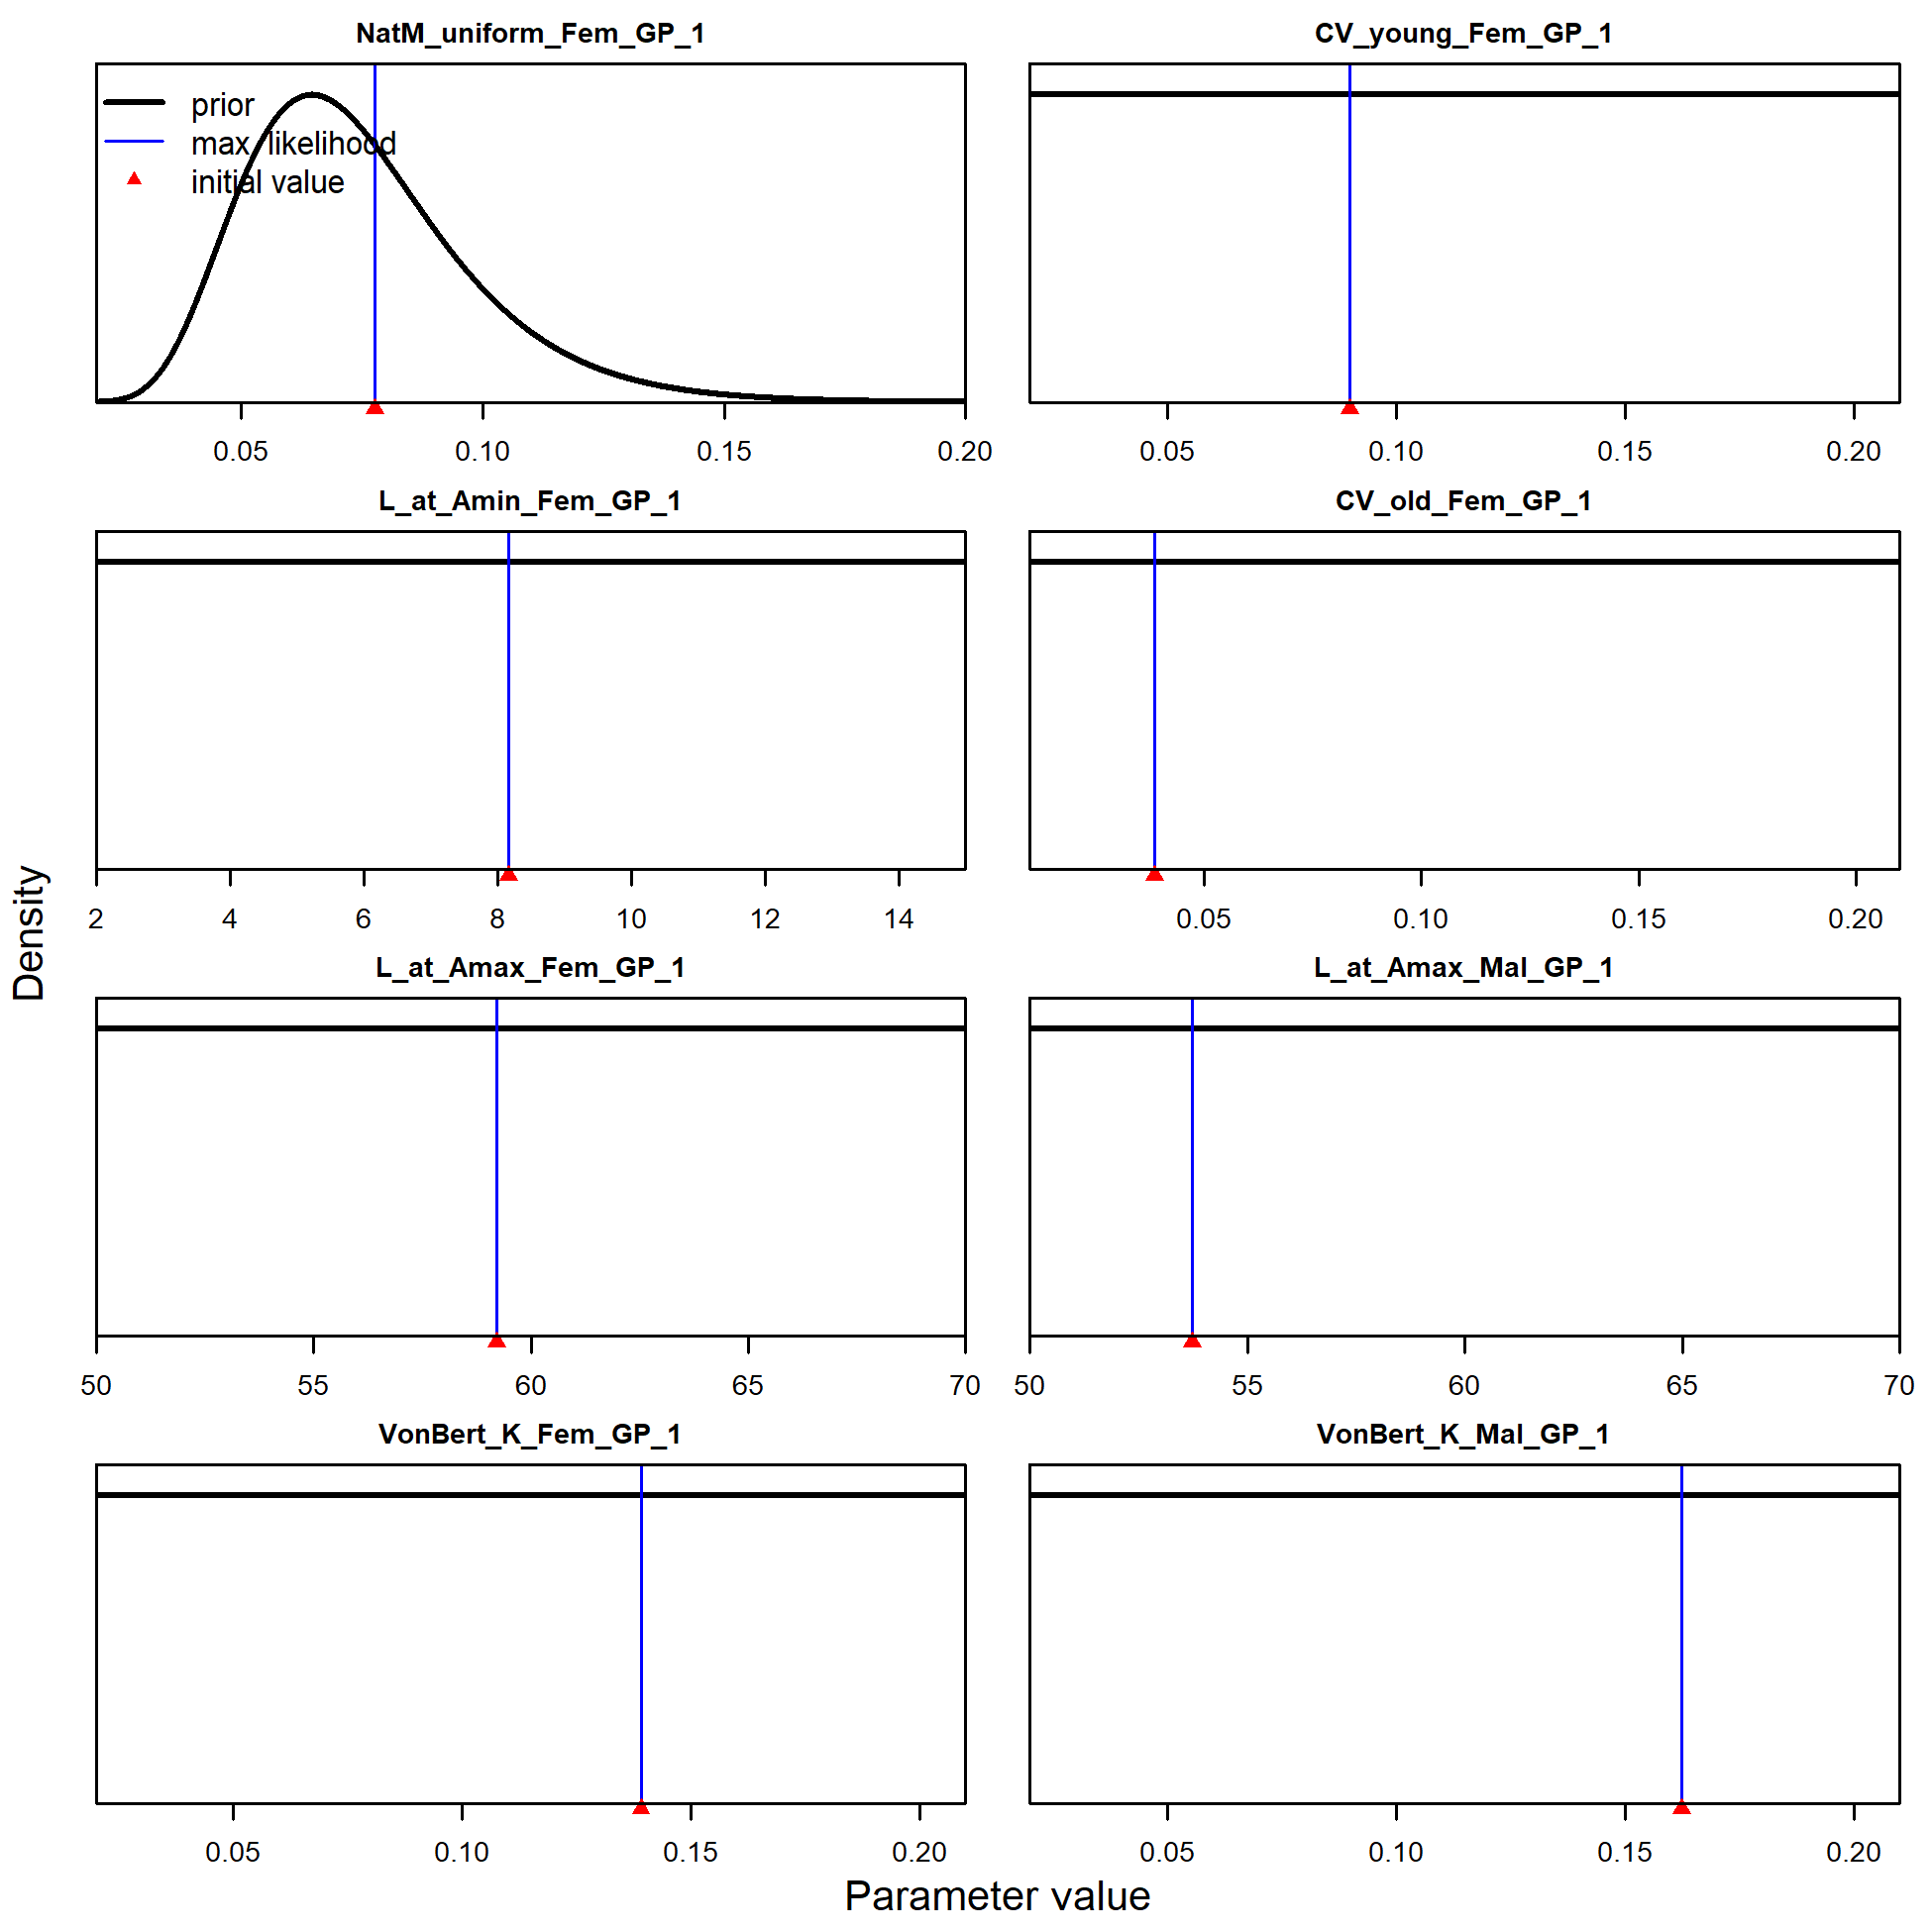 NatM_uniform_Fem_GP_1
prior
max. likelihood
initial value
0.05 0.10 0.15 0.20
CV_young_Fem_GP_1
0.05 0.10 0.15 0.20
L_at_Amin_Fem_GP_1
2 4 6 8 10 12 14
CV_old_Fem_GP_1
0.05 0.10 0.15 0.20
L_at_Amax_Fem_GP_1
50 55 60 65 70
L_at_Amax_Mal_GP_1
50 55 60 65 70
VonBert_K_Fem_GP_1
0.05 0.10 0.15 0.20
VonBert_K_Mal_GP_1
0.05 0.10 0.15 0.20
Density
Parameter value